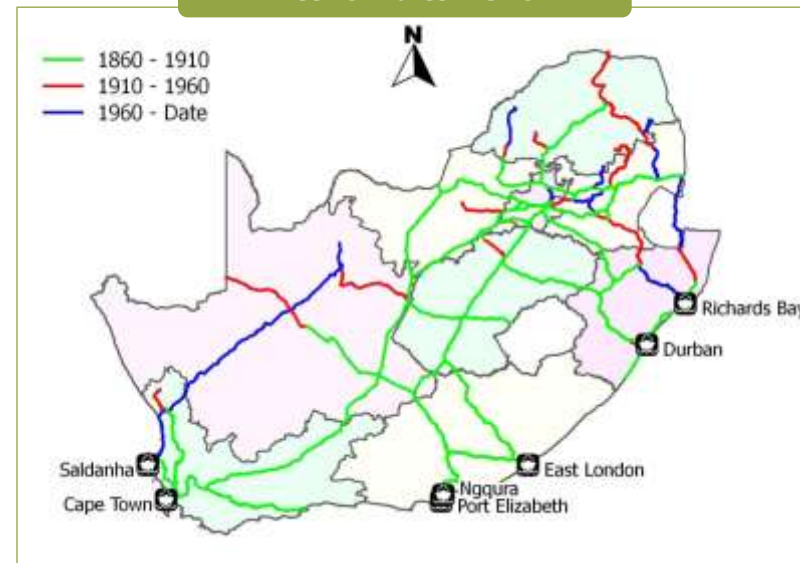 N
1860 - 1910
1910 - 1960
1960 - Date
Richards Bay
Durban
Saldanha
East London
Ngqura
Cape Town
Port Elizabeth